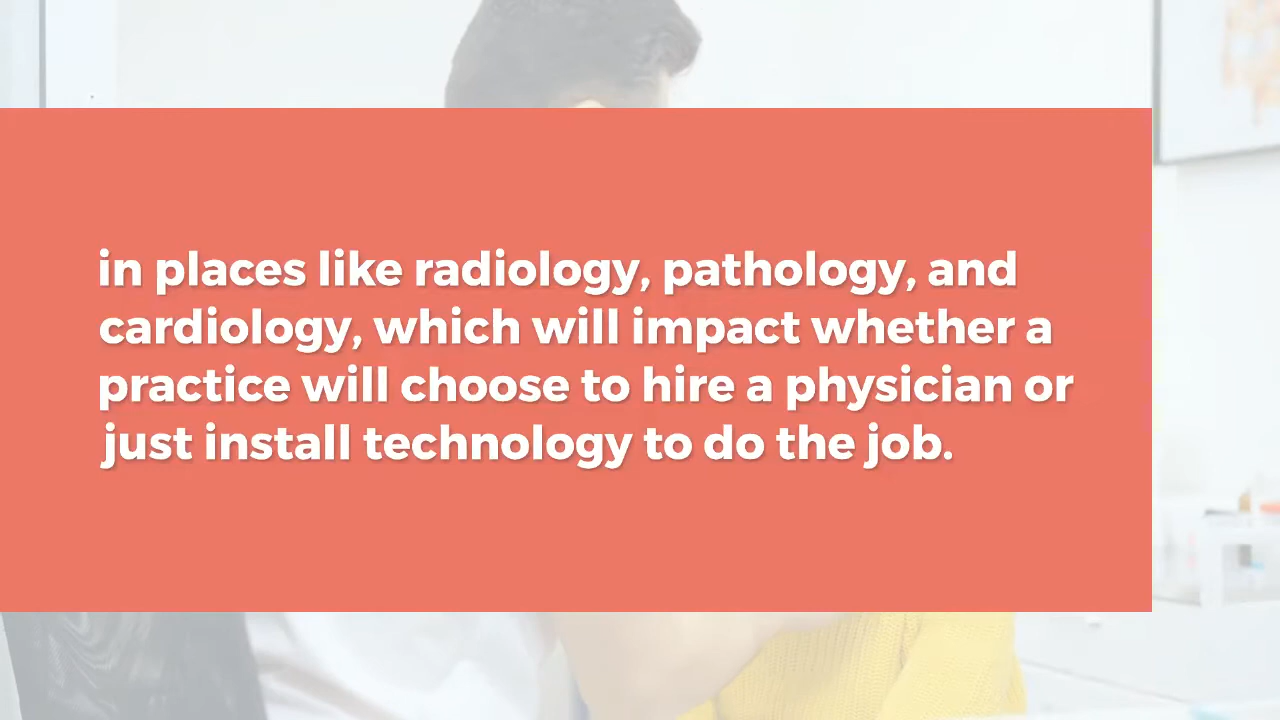 in places like radiology, pathology, and
cardiology, which will impact whether a
practice will choose to hire a physician or
just install technology to do the job.